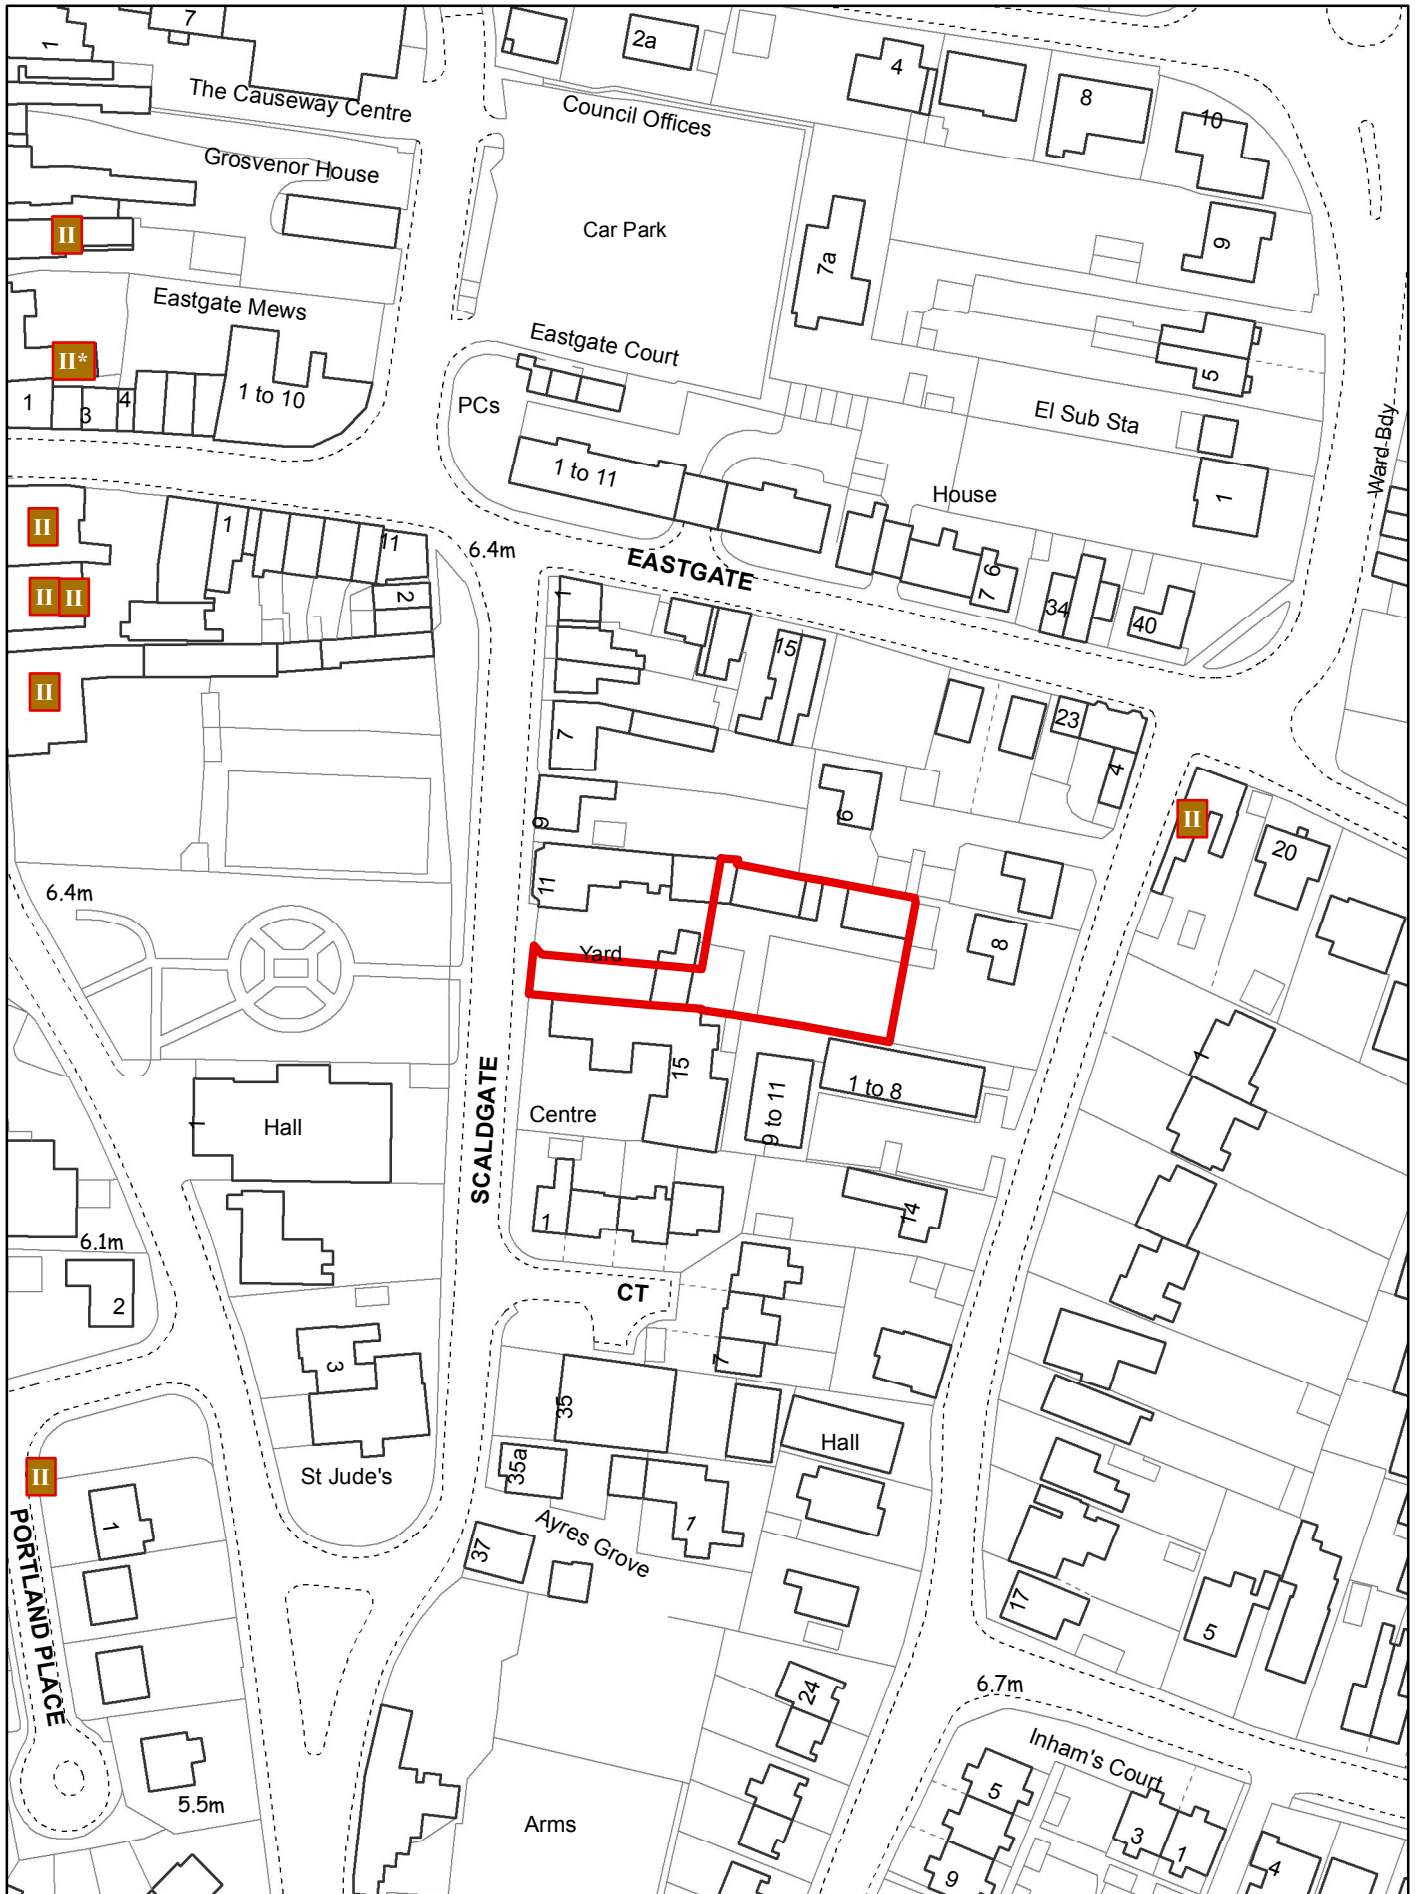 7
1
2a
4
The Causeway Centre
Council Offices
8
10
Grosvenor House
II
Car Park
7a
9
Eastgate Mews
Eastgate Court
II*
1
3
4
1 to 10
PCs
5
El Sub Sta
Ward Bdy
1 to 11
House
1
II
1
11
6.4m
EASTGATE
II
II
2
1
6
7
34
40
15
II
7
23
4
9
6
II
20
11
6.4m
Yard
8
SCALDGATE
15
1
Centre
9 to 11
1 to 8
Hall
1
1
14
6.1m
2
CT
3
7
35
Hall
St Jude's
35a
II
1
Ayres Grove
1
37
PORTLAND PLACE
17
5
24
6.7m
Inham's Court
5
5.5m
Arms
3
1
9
4